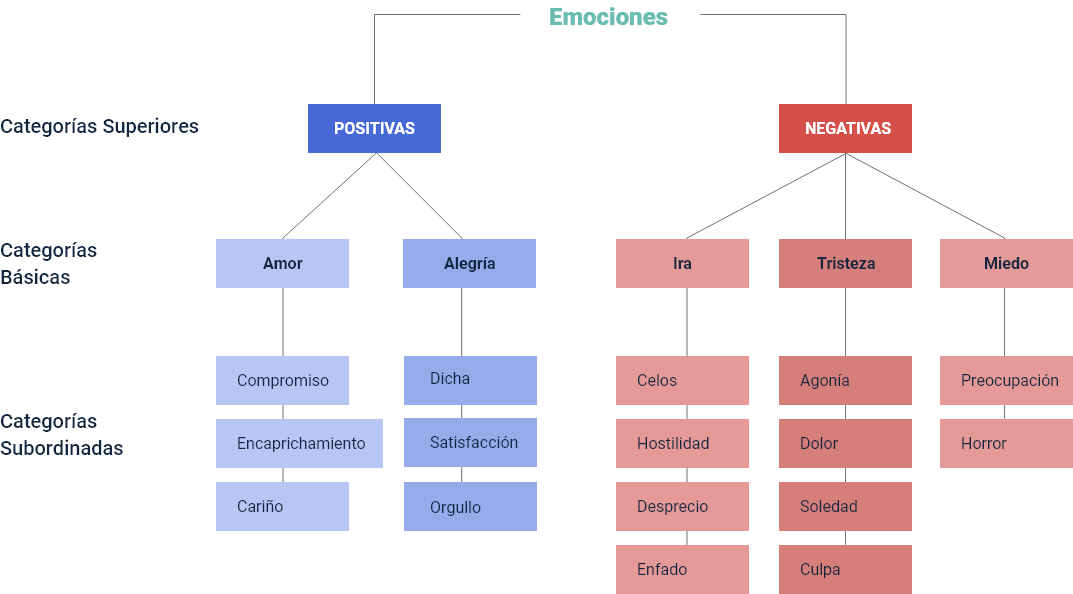 Emociones
Categorías Superiores
POSITIVAS
NEGATIVAS
Categorías
Básicas
Amor
Alegría
Ira
Tristeza
Miedo
Categorías
Subordinadas
Compromiso
Encaprichamiento
Cariño
Dicha
Satisfacción
Orgullo
Celos
Hostilidad
Desprecio
Enfado
Agonía
Dolor
Soledad
Culpa
Preocupación
Horror